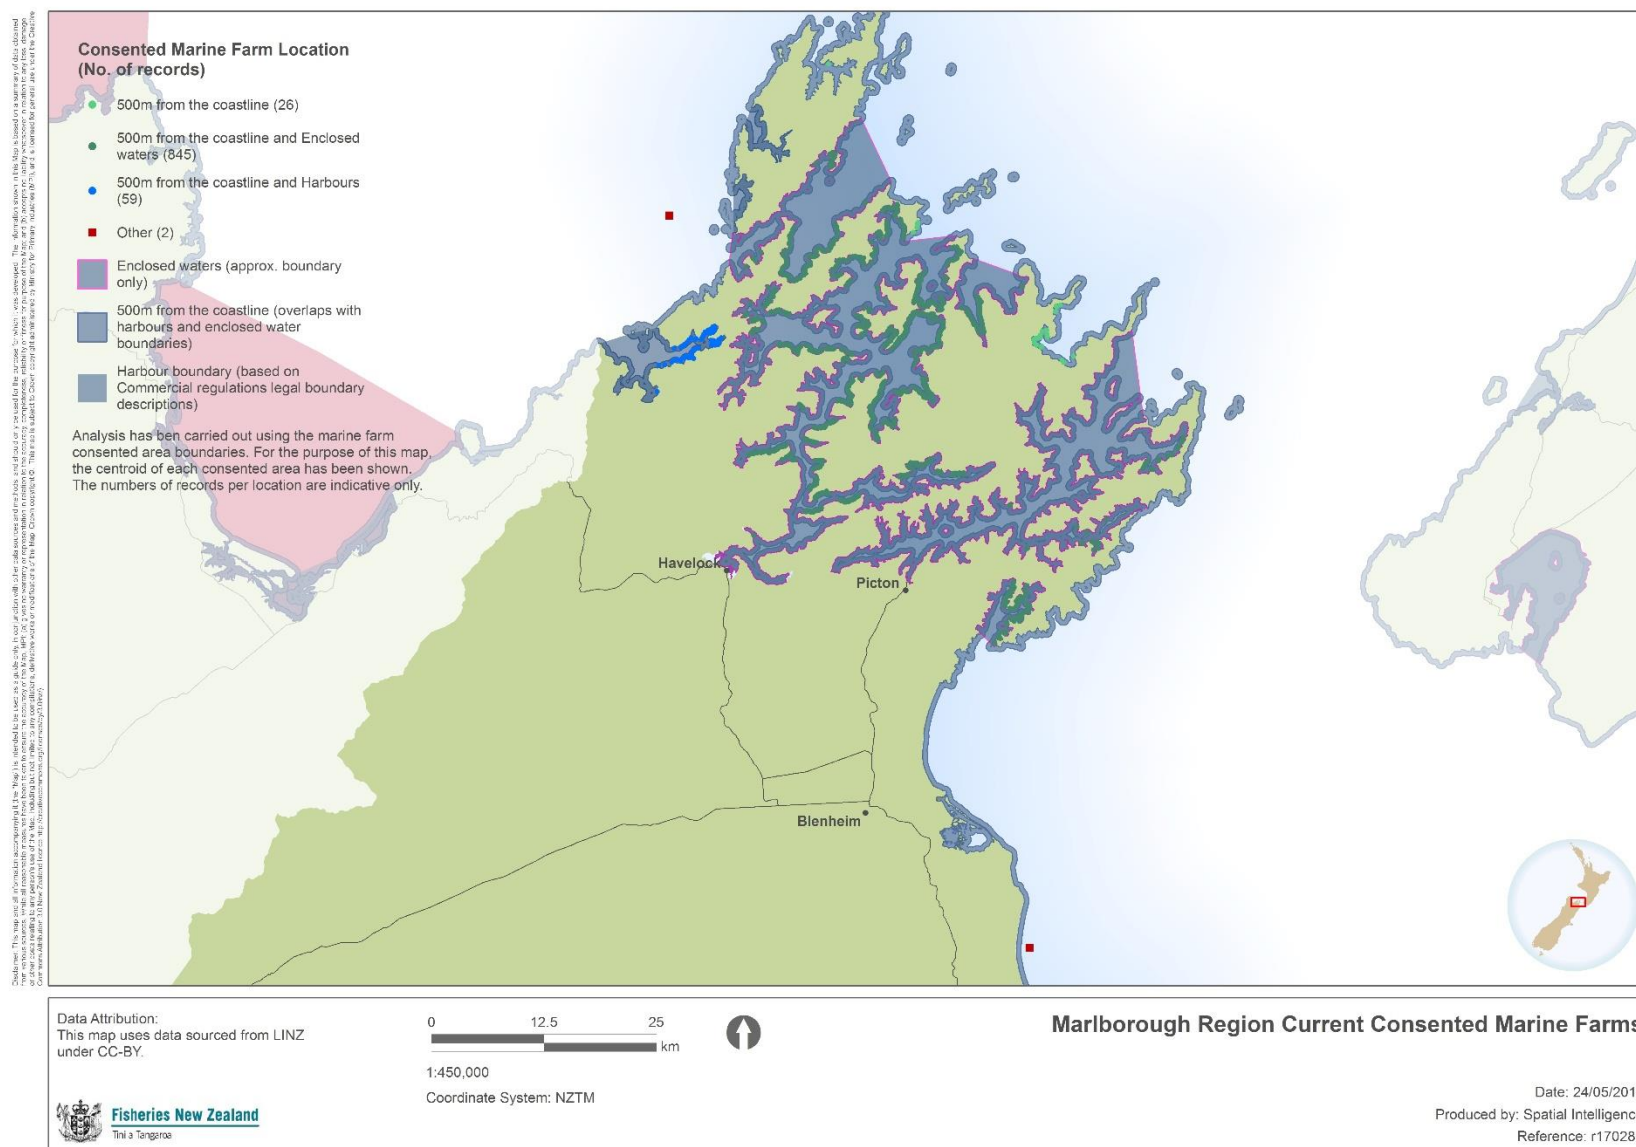 Consented Marine Farm Location
(No. of records)
500m from the coastline (26)
500m from the coastline and Enclosed
waters (845)
500m from the coastline and Harbours
(59)
Other (2)
Enclosed waters (approx. boundary
only)
500m from the coastline (overlaps with
harbours and enclosed water
boundaries)
Harbour boundary (based on
Commercial regulations legal boundary
descriptions)
Analysis has ben carried out using the marine farm
consented area boundaries. For the purpose of this map,
the centroid of each consented area has been shown.
The numbers of records per location are indicative only.
Havelock
Picton
Blenheim
Data Attribution:
This map uses data sourced from LINZ
under CC-BY.
0 12.5 25
km
1:450,000
Coordinate System: NZTM
Fisheries New Zealand
Tini a Tangaroa
Marlborough Region Current Consented Marine Farms
Date: 24/05/201
Produced by: Spatial Intelligenc
Reference: r17028